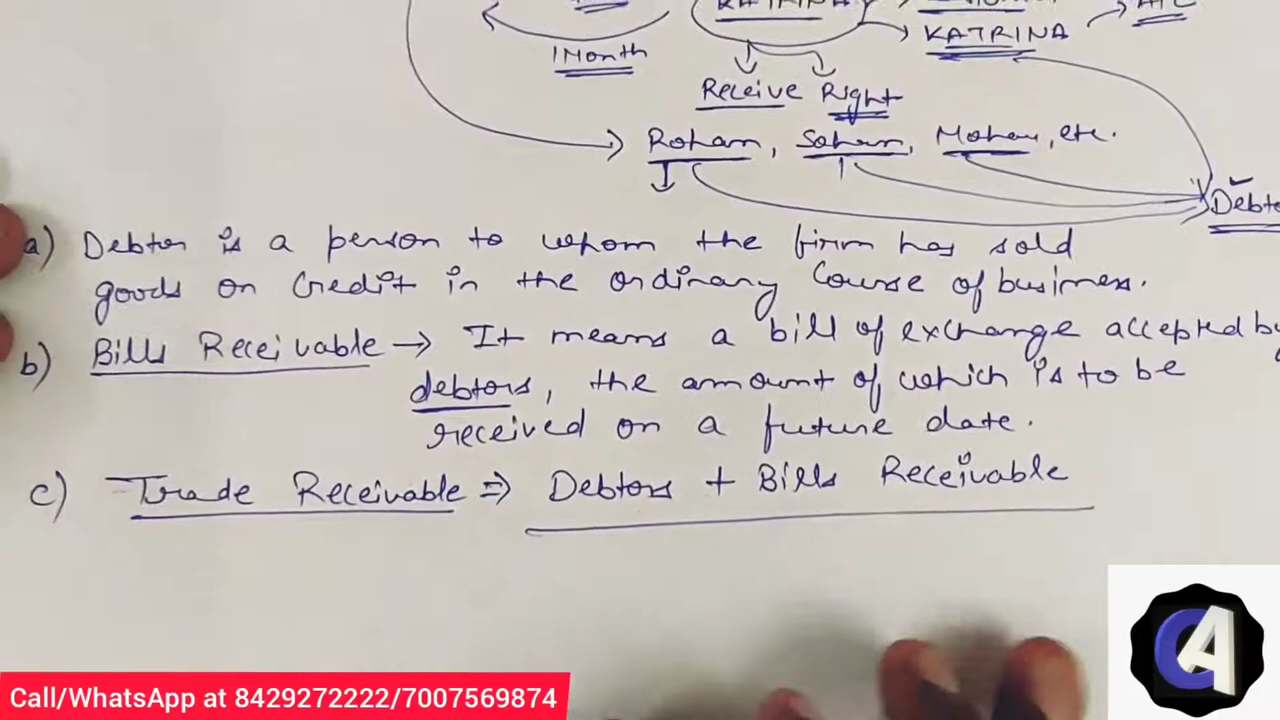 KATRINA
KATRINA
1Month
Receive Right
Rohan, Sohan, Mohan, etc.
Debto
a) Debtor is a person to whom the firm has sold
goods on credit in the ordinary Course of business.
b) Bills Receivable → It means a bill of exchange accepted by
debtors, the amount of which is to be
received on a future date.
c) Trade Receivable ⇒ Debtors + Bills Receivable
CA
Call/WhatsApp at 8429272222/7007569874